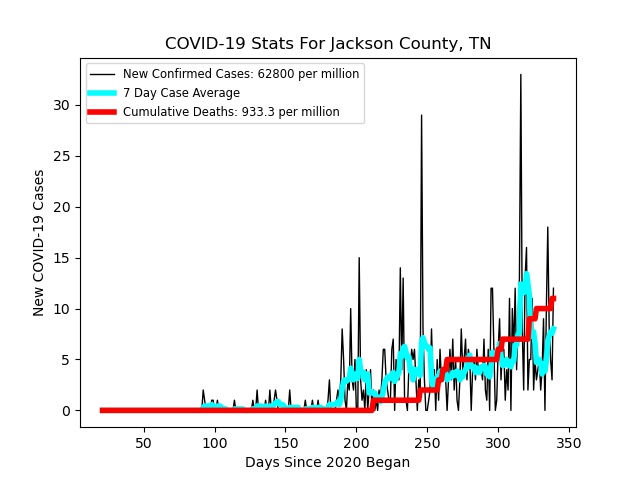 COVID-19 Stats For Jackson County, TN
New Confirmed Cases: 62800 per million
7 Day Case Average
Cumulative Deaths: 933.3 per million
New COVID-19 Cases
30
25
20
15
10
5
0
50
100
150
200
250
300
350
Days Since 2020 Began